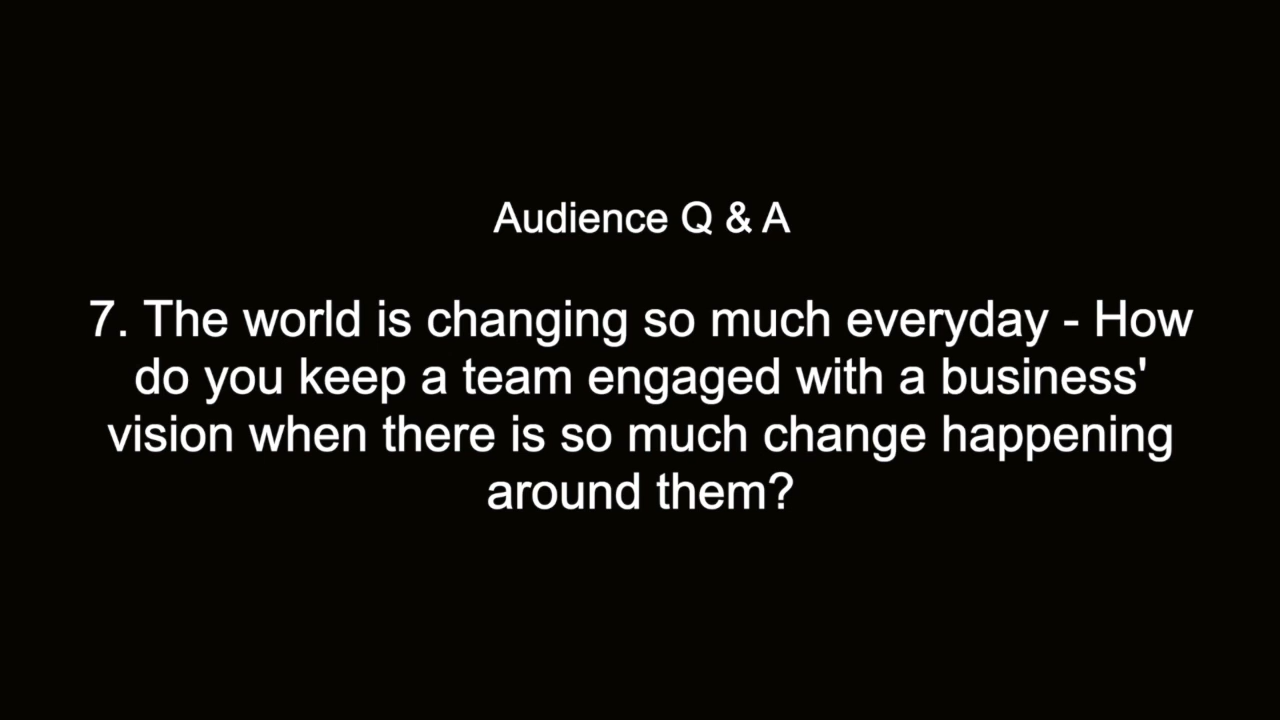 Audience Q & A
7. The world is changing so much everyday - How
do you keep a team engaged with a business'
vision when there is so much change happening
around them?